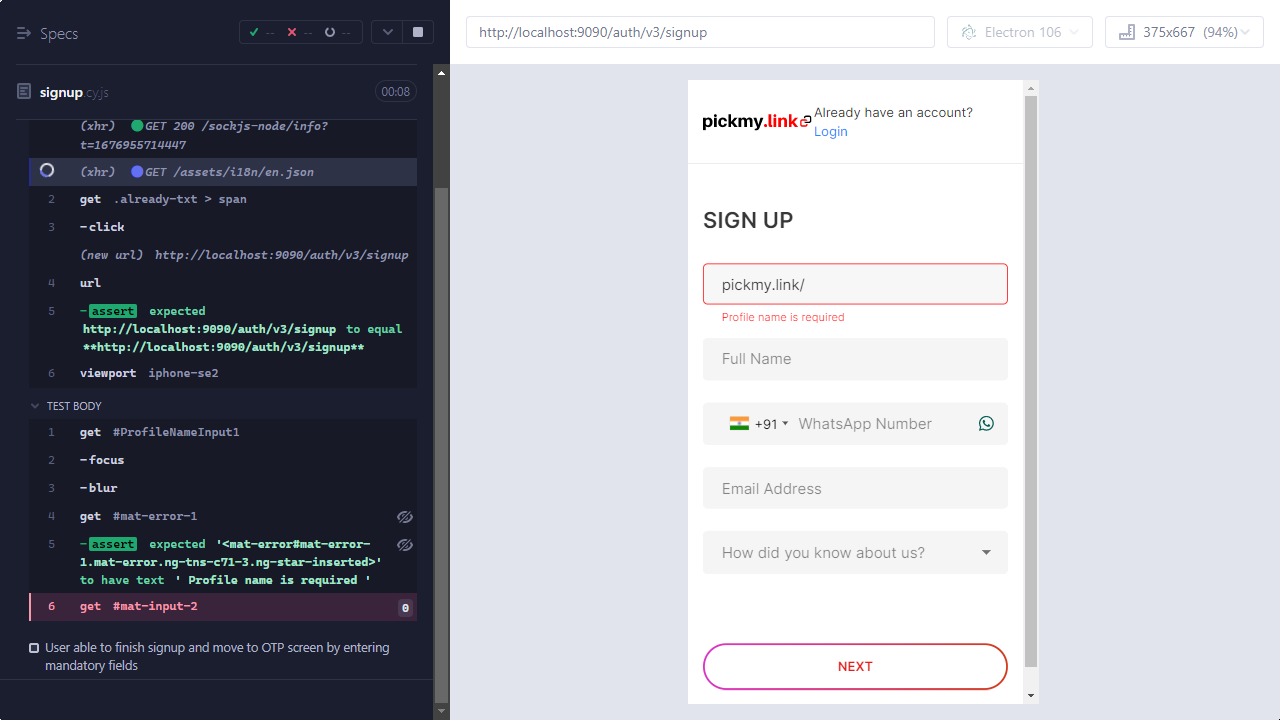 Specs
-- -- --
signup.cy.js
00:08
(xhr) GET 200 /sockjs-node/info?
t=1676955714447
(xhr) GET /assets/i18n/en.json
2 get .already-txt > span
3 -click
(new url) http://localhost:9090/auth/v3/signup
4 url
5 -assert expected
http://localhost:9090/auth/v3/signup to equal
**http://localhost:9090/auth/v3/signup**
6 viewport iphone-se2
TEST BODY
1 get #ProfileNameInput1
2 -focus
3 -blur
4 get #mat-error-1
5 -assert expected '<mat-error#mat-error-
1.mat-error.ng-tns-c71-3.ng-star-inserted>'
to have text ' Profile name is required '
6 get #mat-input-2 0
User able to finish signup and move to OTP screen by entering
mandatory fields
http://localhost:9090/auth/v3/signup
Electron 106
375x667 (94%)
pickmy.link
Already have an account?
Login
SIGN UP
pickmy.link/
Profile name is required
Full Name
+91 WhatsApp Number
Email Address
How did you know about us?
NEXT